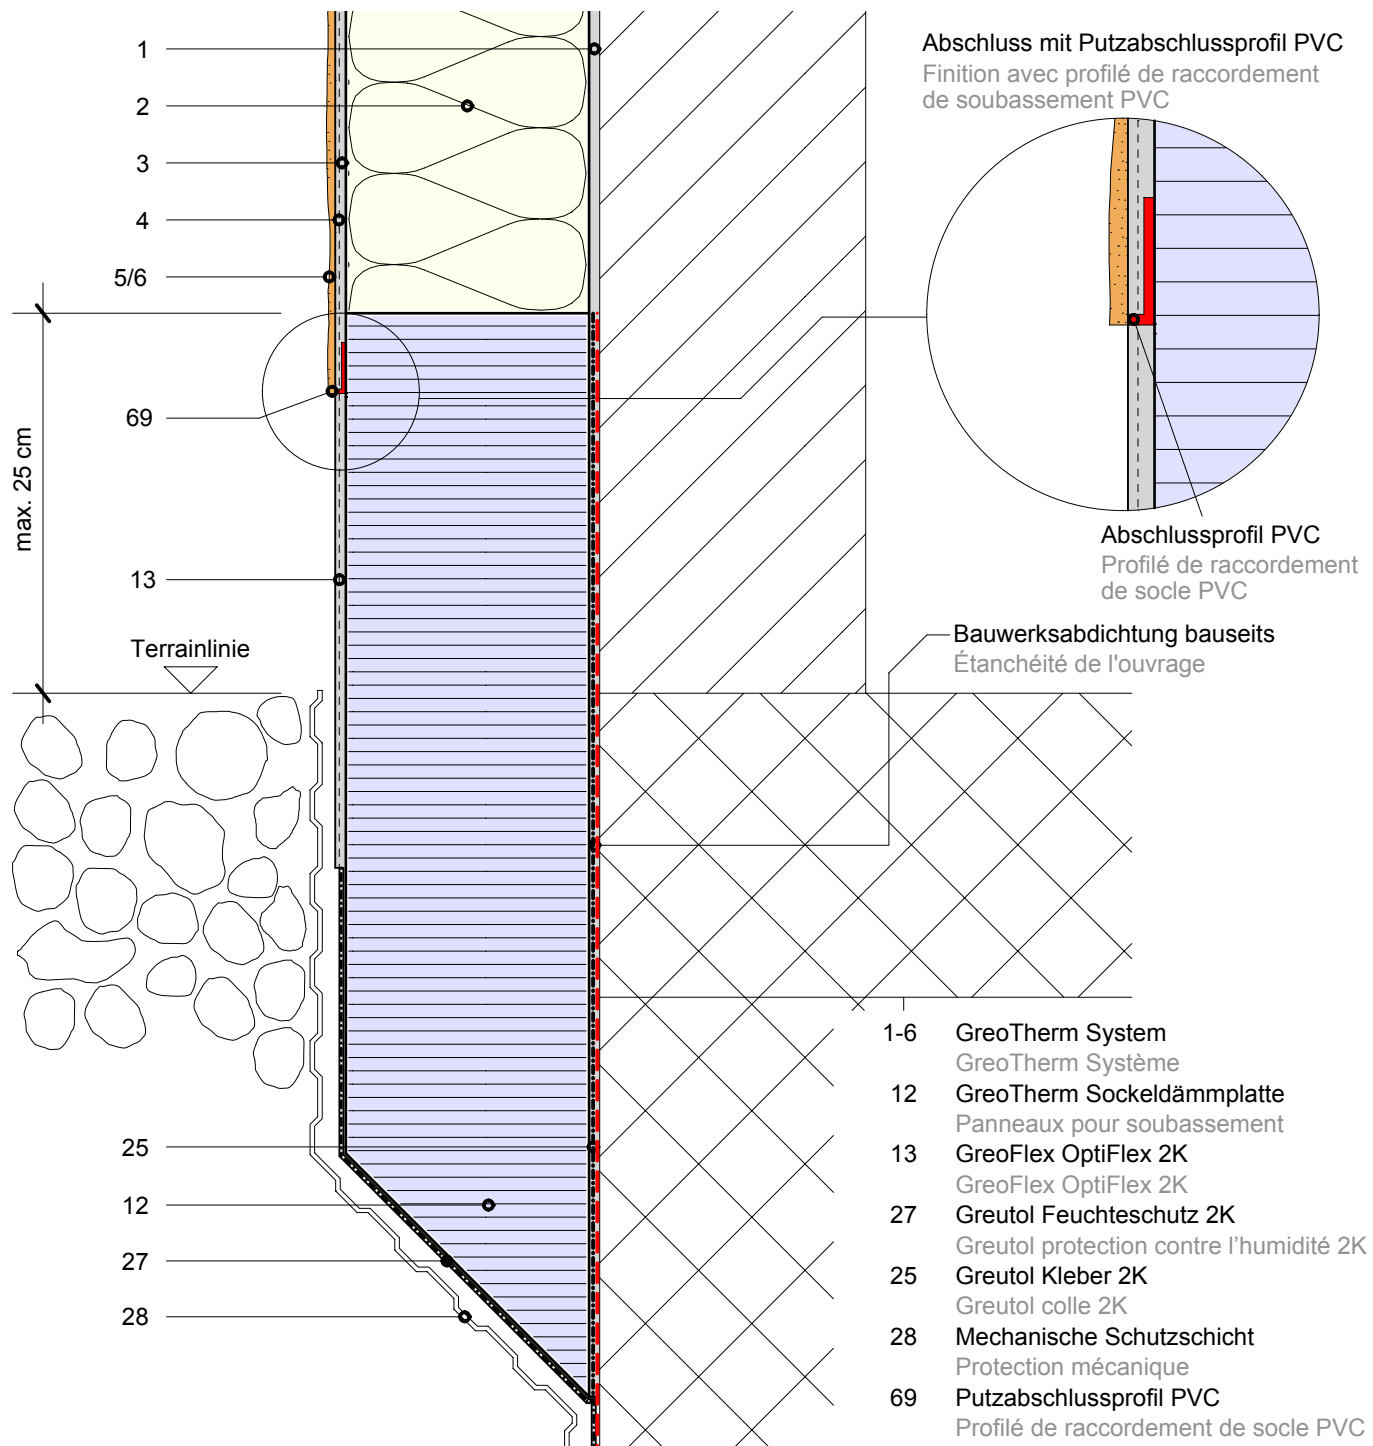 1
2
3
4
5/6
69
max. 25 cm
13
Terrainlinie
25
12
27
28
Abschluss mit Putzabschlussprofil PVC
Finition avec profilé de raccordement
de soubassement PVC
Abschlussprofil PVC
Profilé de raccordement
de socle PVC
Bauwerksabdichtung bauseits
Étanchéité de l'ouvrage
1-6 GreoTherm System
GreoTherm Système
12 GreoTherm Sockeldämmplatte
Panneaux pour soubassement
13 GreoFlex OptiFlex 2K
GreoFlex OptiFlex 2K
27 Greutol Feuchteschutz 2K
Greutol protection contre l’humidité 2K
25 Greutol Kleber 2K
Greutol colle 2K
28 Mechanische Schutzschicht
Protection mécanique
69 Putzabschlussprofil PVC
Profilé de raccordement de socle PVC